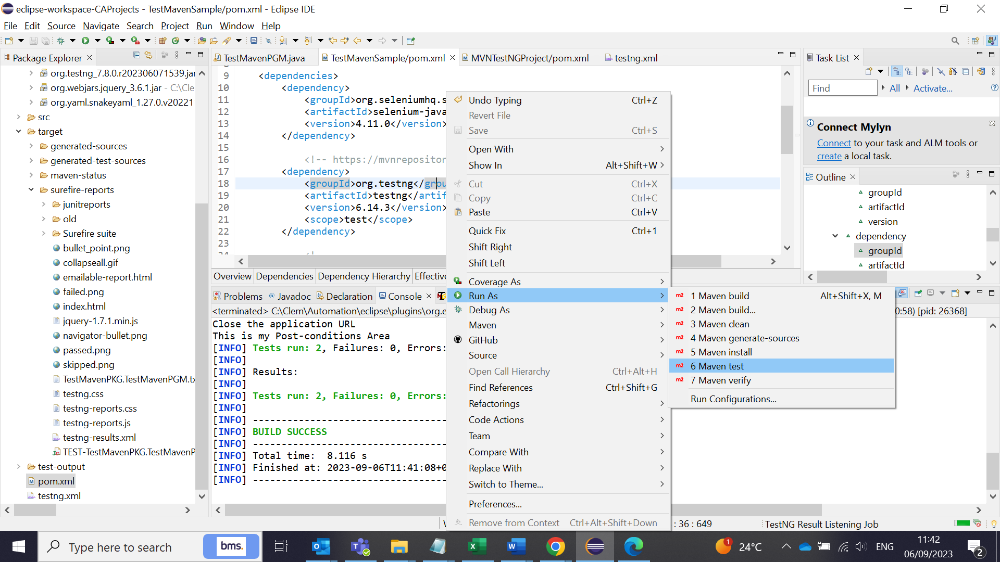 eclipse-workspace-CAProjects - TestMavenSample/pom.xml - Eclipse IDE
File Edit Source Navigate Search Project Run Window Help
Package Explorer
org.testng_7.8.0.r202306071539.jar
org.webjars.jquery_3.6.1.jar - C:\Cle
org.yaml.snakeyaml_1.27.0.v20221
src
target
generated-sources
generated-test-sources
maven-status
surefire-reports
junitreports
old
Surefire suite
bullet_point.png
collapseall.gif
emailable-report.html
failed.png
index.html
jquery-1.7.1.min.js
navigator-bullet.png
passed.png
skipped.png
TestMavenPKG.TestMavenPGM.tx
testng.css
testng-reports.css
testng-reports.js
testng-results.xml
TEST-TestMavenPKG.TestMavenP
test-output
pom.xml
testng.xml
TestMavenPGM.java TestMavenSample/pom.xml MVNTestNGProject/pom.xml testng.xml
9 <dependencies>
10 <dependency>
11 <groupId>org.seleniumhq.s
12 <artifactId>selenium-java
13 <version>4.11.0</version>
14 </dependency>
15
16 <!-- https://mvnrepositor
17 <dependency>
18 <groupId>org.testng</grou
19 <artifactId>testng</artif
20 <version>6.14.3</version>
21 <scope>test</scope>
22 </dependency>
23
Overview Dependencies Dependency Hierarchy Effective
Problems Javadoc Declaration Console
<terminated> C:\Clem\Automation\eclipse\plugins\org.e
0:58) [pid: 26368]
Close the application URL
This is my Post-conditions Area
[INFO] Tests run: 2, Failures: 0, Errors:
[INFO]
[INFO] Results:
[INFO]
[INFO] Tests run: 2, Failures: 0, Errors:
[INFO]
[INFO] ----------------------------------
[INFO] BUILD SUCCESS
[INFO] ----------------------------------
[INFO] Total time:  8.116 s
[INFO] Finished at: 2023-09-06T11:41:08+0
[INFO] ----------------------------------
Undo Typing Ctrl+Z
Revert File
Save Ctrl+S
Open With
Show In Alt+Shift+W
Cut Ctrl+X
Copy Ctrl+C
Paste Ctrl+V
Quick Fix Ctrl+1
Shift Right
Shift Left
Coverage As
Run As
Debug As
Maven
GitHub
Source
Open Call Hierarchy Ctrl+Alt+H
Find References Ctrl+Shift+G
Refactorings
Code Actions
Team
Compare With
Replace With
Switch to Theme...
Preferences...
Remove from Context Ctrl+Alt+Shift+Down
m2 1 Maven build Alt+Shift+X, M
m2 2 Maven build...
m2 3 Maven clean
m2 4 Maven generate-sources
m2 5 Maven install
m2 6 Maven test
m2 7 Maven verify
Run Configurations...
Task List
Find All Activate...
Connect Mylyn
Connect to your task and ALM tools or
create a local task.
Outline
groupId
artifactId
version
dependency
groupId
artifactId
: 36 : 649
TestNG Result Listening Job
Type here to search
bms.
1
24°C
ENG
11:42
06/09/2023
2